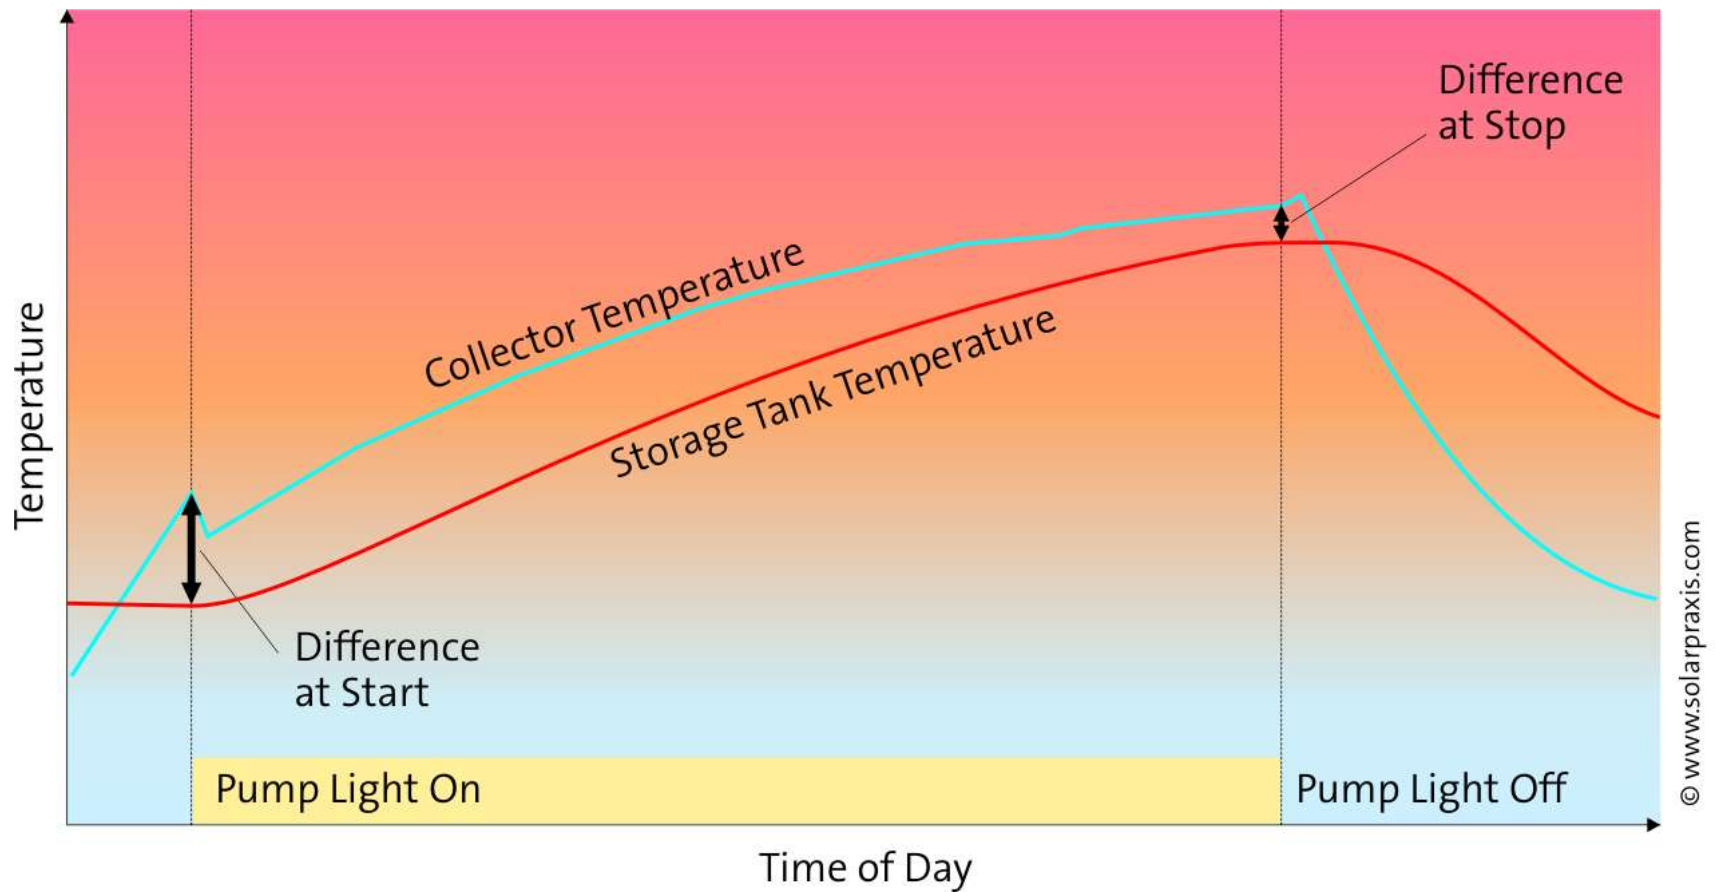 Difference
at Stop
Collector Temperature
Storage Tank Temperature
Temperature
Difference
at Start
Pump Light On
Pump Light Off
Time of Day
© www.solarpraxis.com